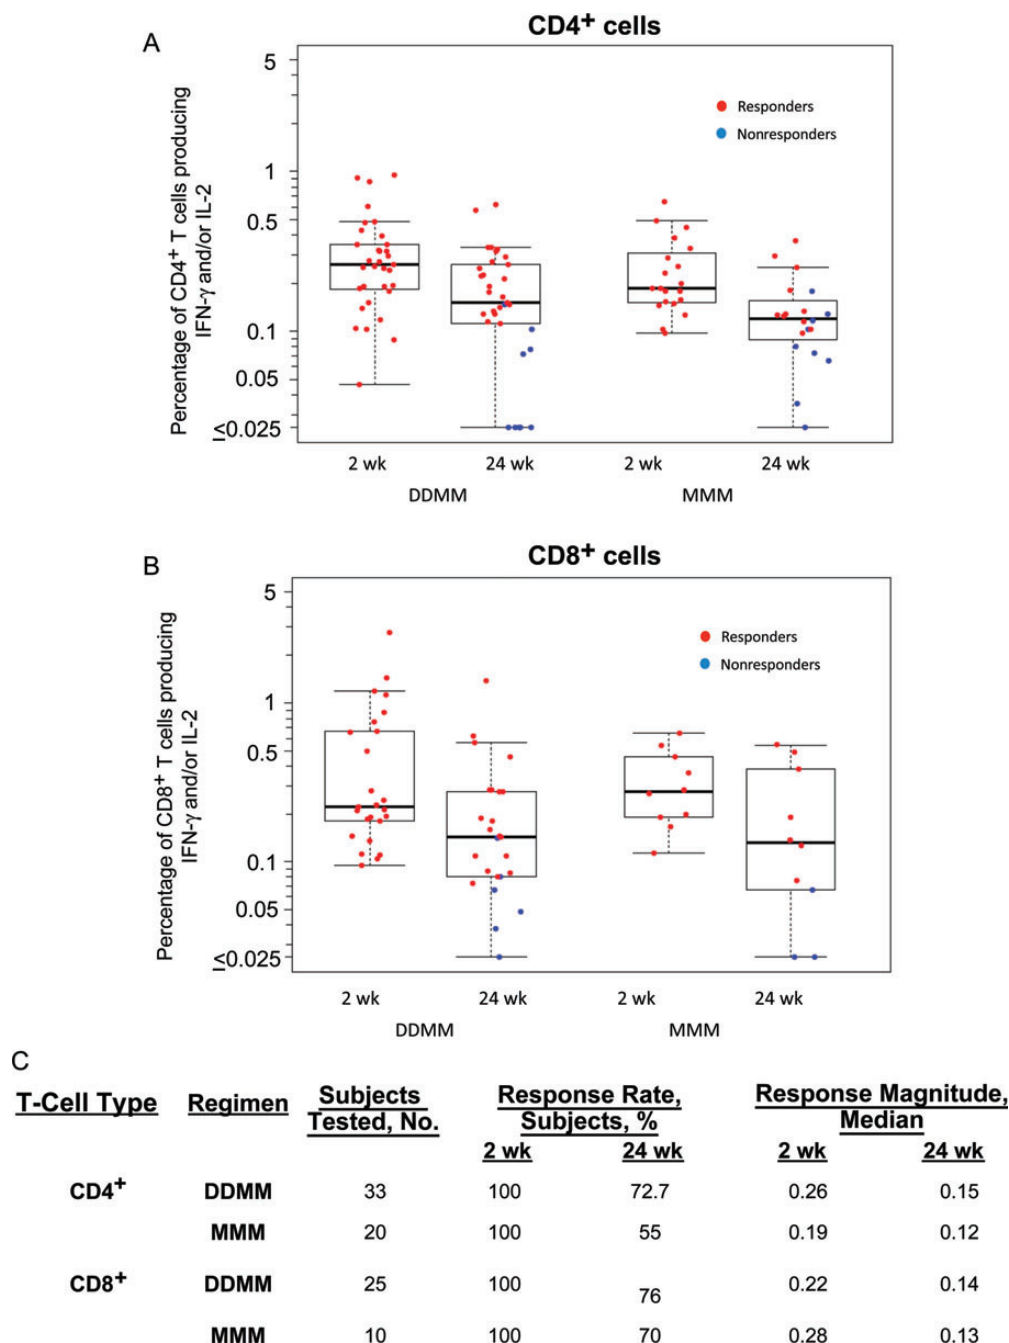 A
CD4+ cells
Percentage of CD4+ T cells producing
IFN-γ and/or IL-2
5
1
0.5
0.1
0.05
≤0.025
Responders
Nonresponders
2 wk 24 wk 2 wk 24 wk
DDMM MMM
B
CD8+ cells
Percentage of CD8+ T cells producing
IFN-γ and/or IL-2
5
1
0.5
0.1
0.05
≤0.025
Responders
Nonresponders
2 wk 24 wk 2 wk 24 wk
DDMM MMM
C
T-Cell Type Regimen Subjects Response Rate, Response Magnitude,
Tested, No. Subjects, % Median
2 wk 24 wk 2 wk 24 wk
CD4+ DDMM 33 100 72.7 0.26 0.15
MMM 20 100 55 0.19 0.12
CD8+ DDMM 25 100 76 0.22 0.14
MMM 10 100 70 0.28 0.13